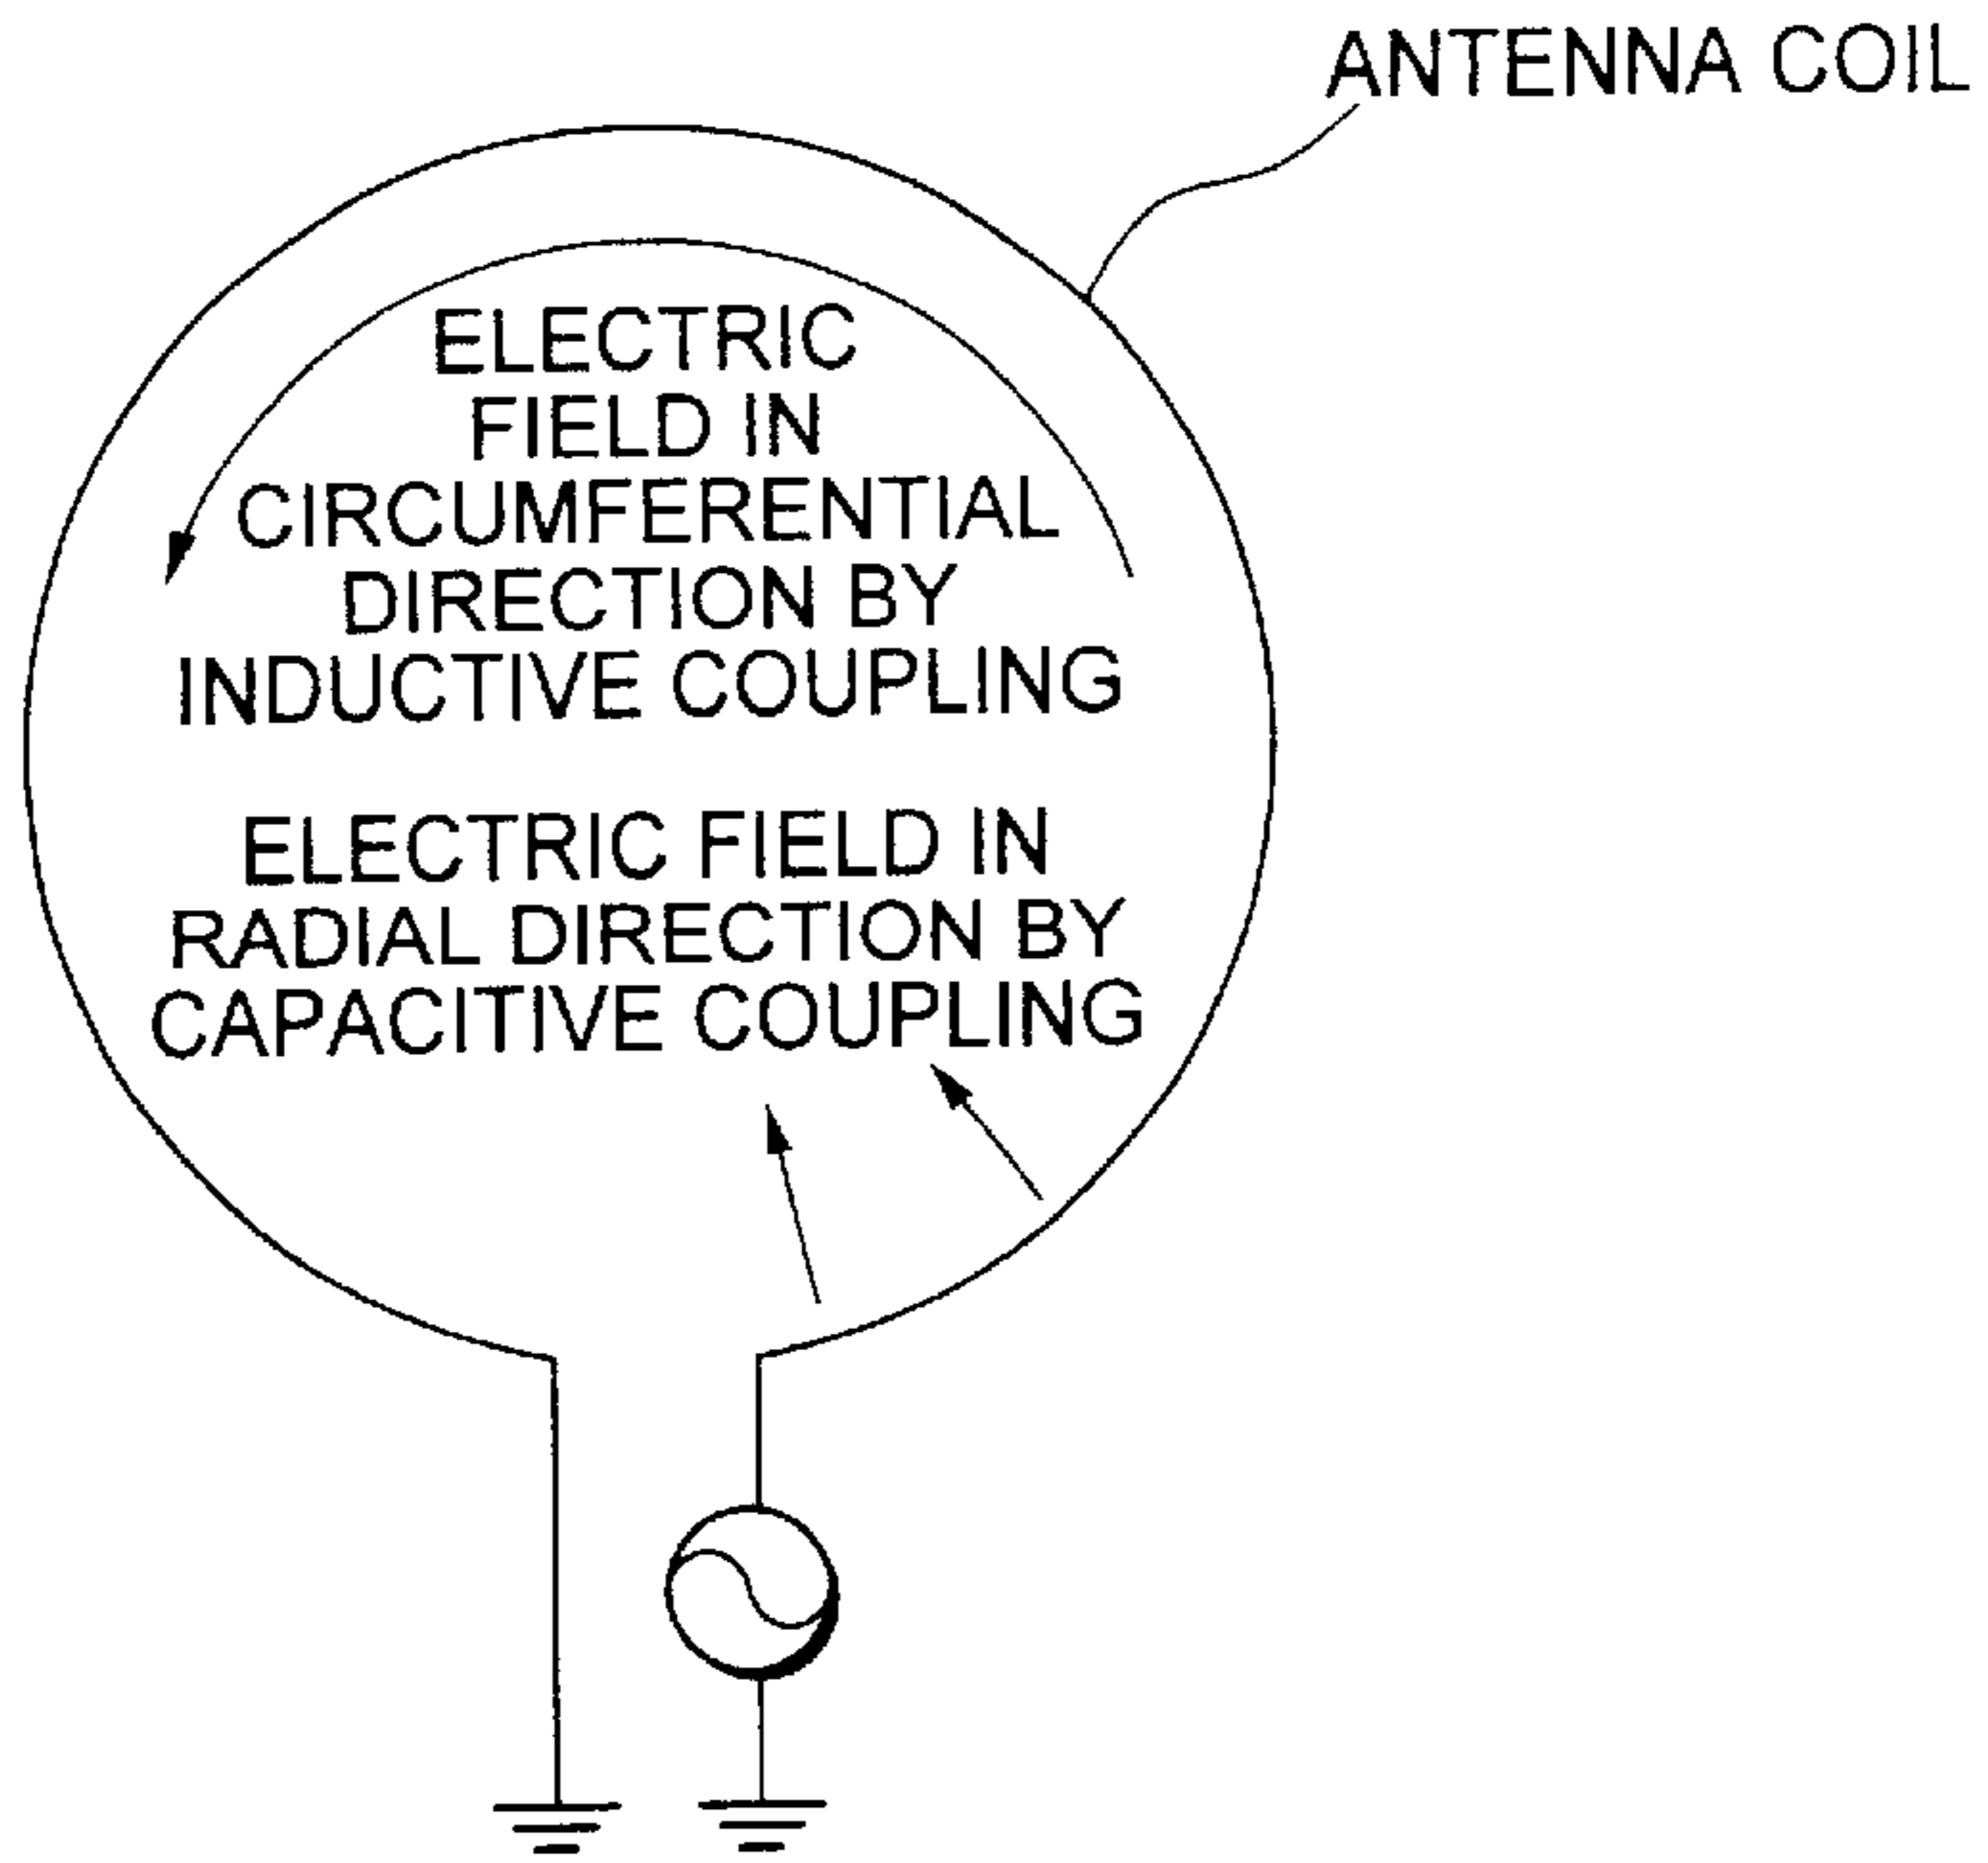 ANTENNA COIL
ELECTRIC
FIELD IN
CIRCUMFERENTIAL
DIRECTION BY
INDUCTIVE COUPLING
ELECTRIC FIELD IN
RADIAL DIRECTION BY
CAPACITIVE COUPLING